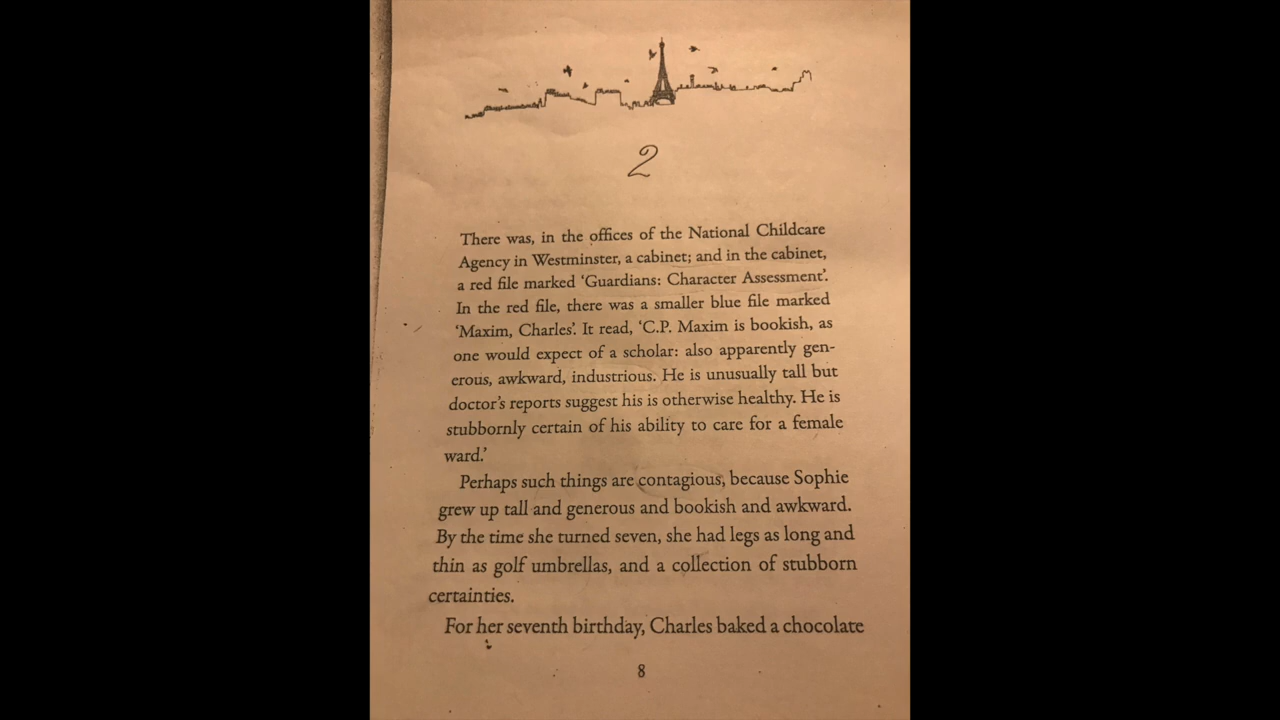 2
There was, in the offices of the National Childcare
Agency in Westminster, a cabinet; and in the cabinet,
a red file marked ‘Guardians: Character Assessment’.
In the red file, there was a smaller blue file marked
‘Maxim, Charles’. It read, ‘C.P. Maxim is bookish, as
one would expect of a scholar: also apparently gen-
erous, awkward, industrious. He is unusually tall but
doctor’s reports suggest his is otherwise healthy. He is
stubbornly certain of his ability to care for a female
ward.’
Perhaps such things are contagious, because Sophie
grew up tall and generous and bookish and awkward.
By the time she turned seven, she had legs as long and
thin as golf umbrellas, and a collection of stubborn
certainties.
For her seventh birthday, Charles baked a chocolate
8